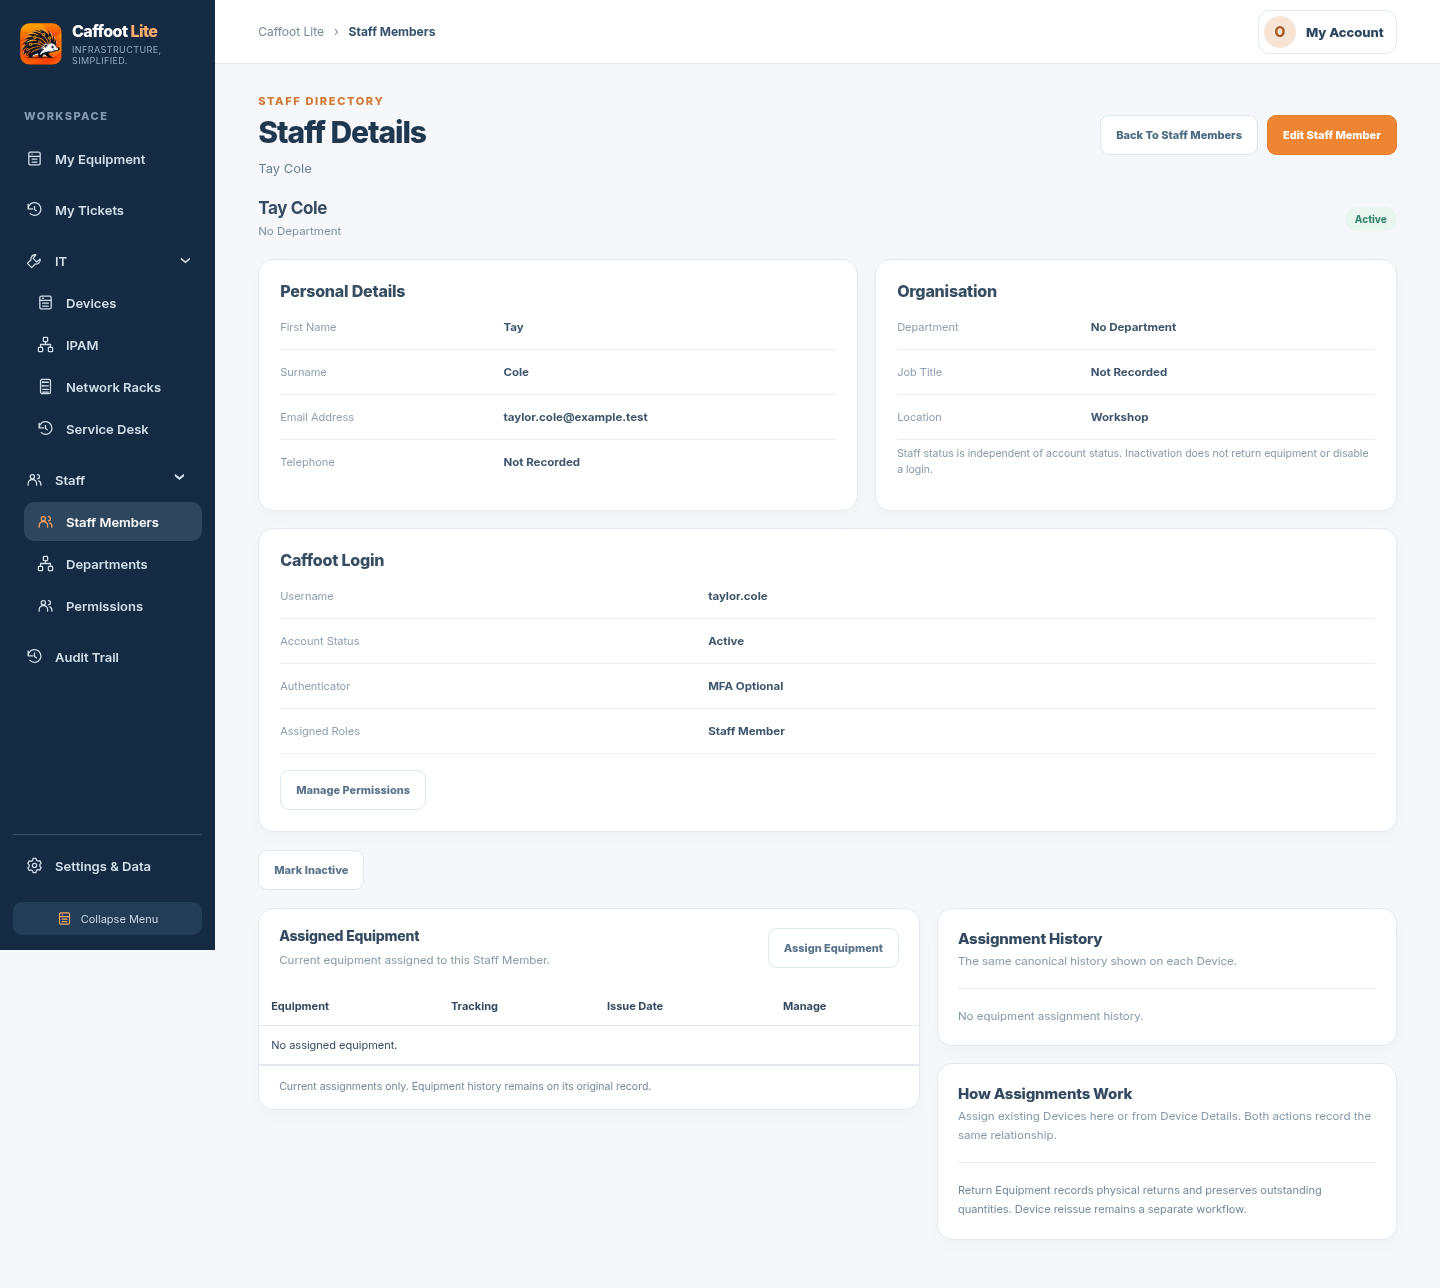 Caffoot Lite
INFRASTRUCTURE,
SIMPLIFIED.
WORKSPACE
My Equipment
My Tickets
IT
Devices
IPAM
Network Racks
Service Desk
Staff
Staff Members
Departments
Permissions
Audit Trail
Settings & Data
Collapse Menu
Caffoot Lite › Staff Members
O My Account
STAFF DIRECTORY
Staff Details
Tay Cole
Back To Staff Members
Edit Staff Member
Tay Cole
No Department
Active
Personal Details
First Name Tay
Surname Cole
Email Address taylor.cole@example.test
Telephone Not Recorded
Organisation
Department No Department
Job Title Not Recorded
Location Workshop
Staff status is independent of account status. Inactivation does not return equipment or disable
a login.
Caffoot Login
Username taylor.cole
Account Status Active
Authenticator MFA Optional
Assigned Roles Staff Member
Manage Permissions
Mark Inactive
Assigned Equipment
Current equipment assigned to this Staff Member.
Assign Equipment
Equipment Tracking Issue Date Manage
No assigned equipment.
Current assignments only. Equipment history remains on its original record.
Assignment History
The same canonical history shown on each Device.
No equipment assignment history.
How Assignments Work
Assign existing Devices here or from Device Details. Both actions record the
same relationship.
Return Equipment records physical returns and preserves outstanding
quantities. Device reissue remains a separate workflow.